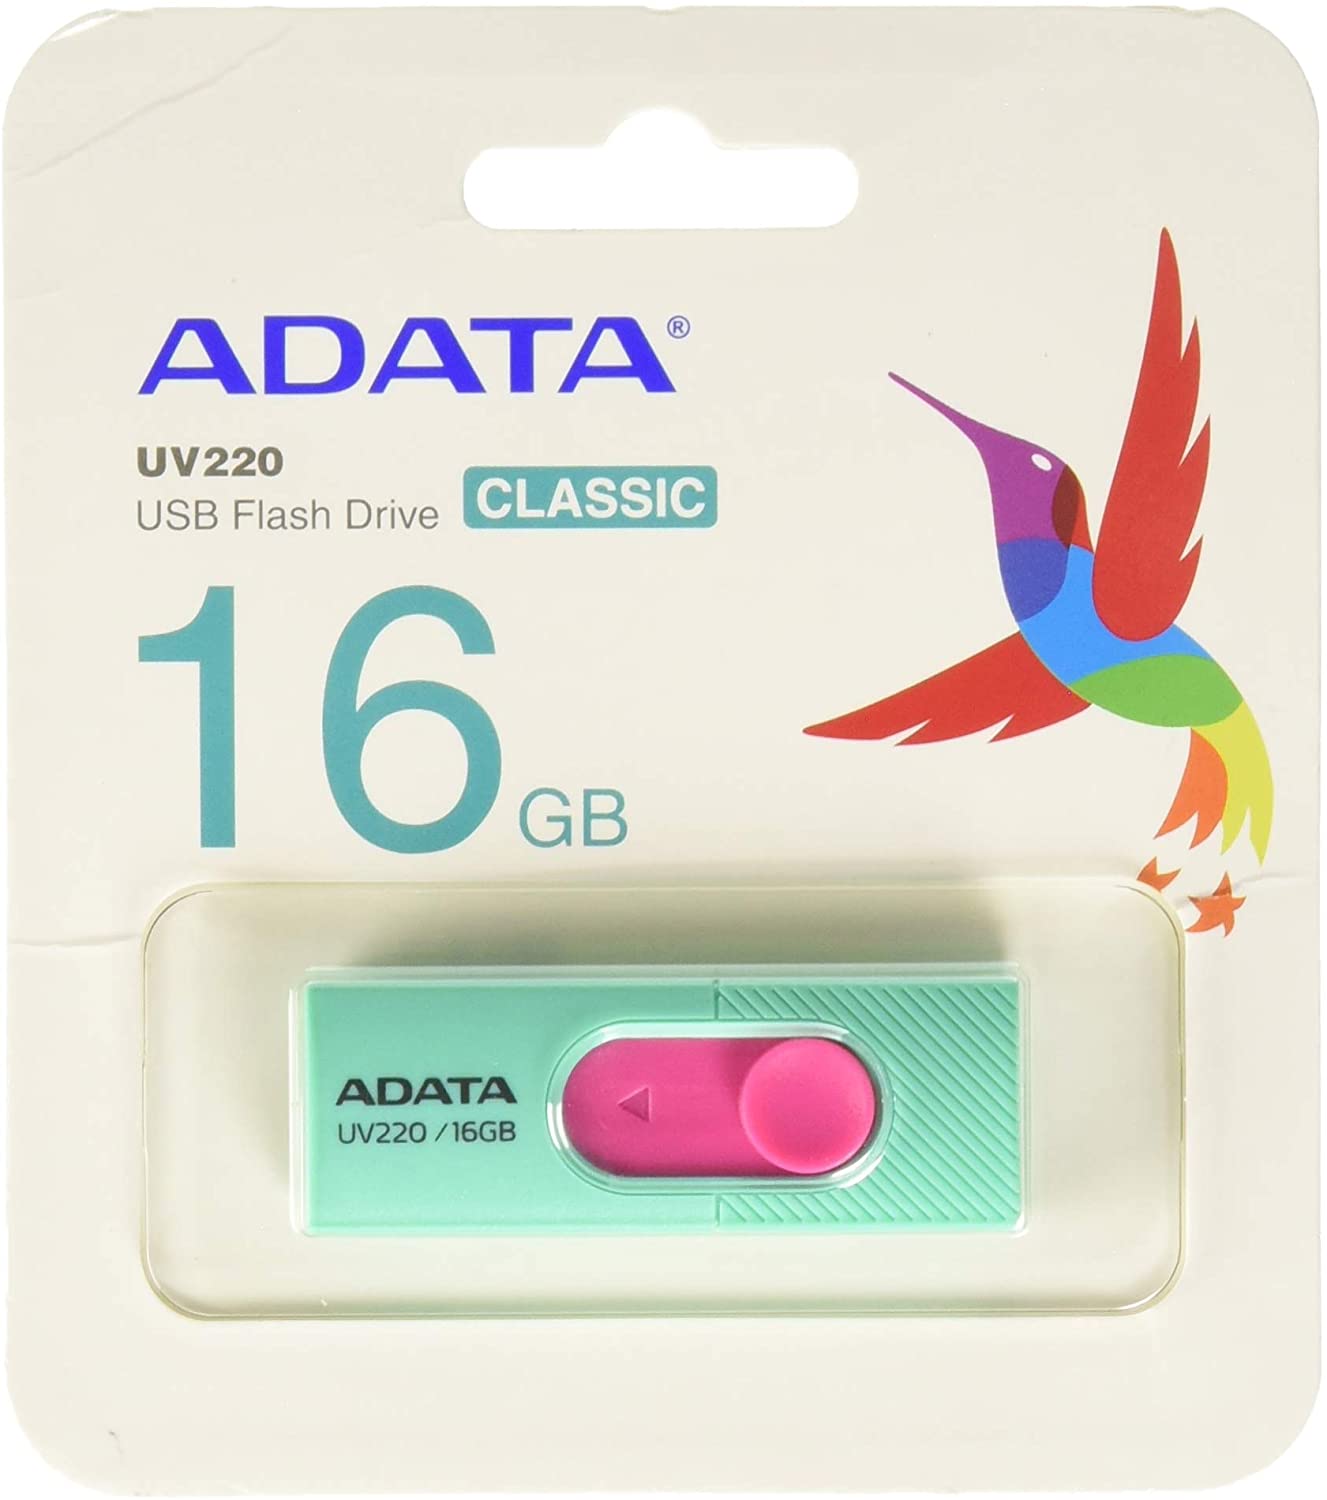 ADATA®
UV220
USB Flash Drive CLASSIC
16 GB
ADATA
UV220 / 16GB